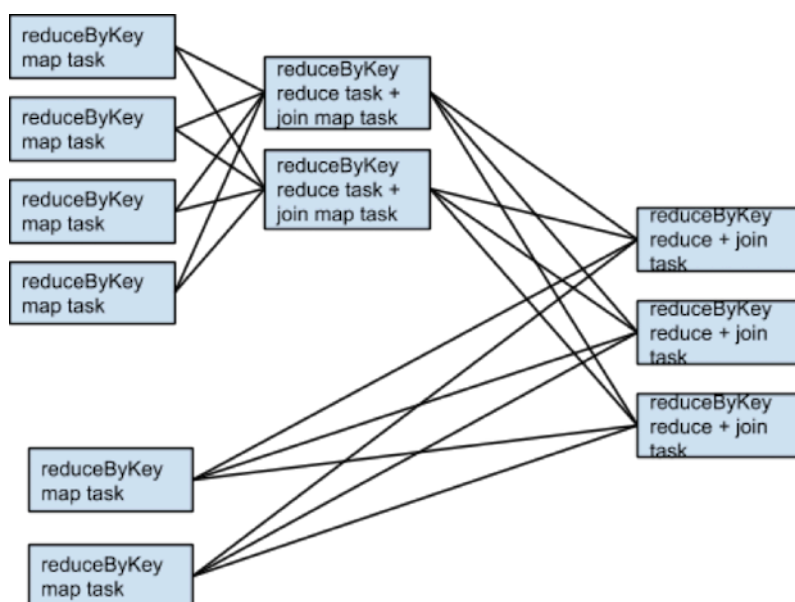 reduceByKey
map task
reduceByKey
map task
reduceByKey
map task
reduceByKey
map task
reduceByKey
reduce task +
join map task
reduceByKey
reduce task +
join map task
reduceByKey
reduce + join
task
reduceByKey
reduce + join
task
reduceByKey
reduce + join
task
reduceByKey
map task
reduceByKey
map task